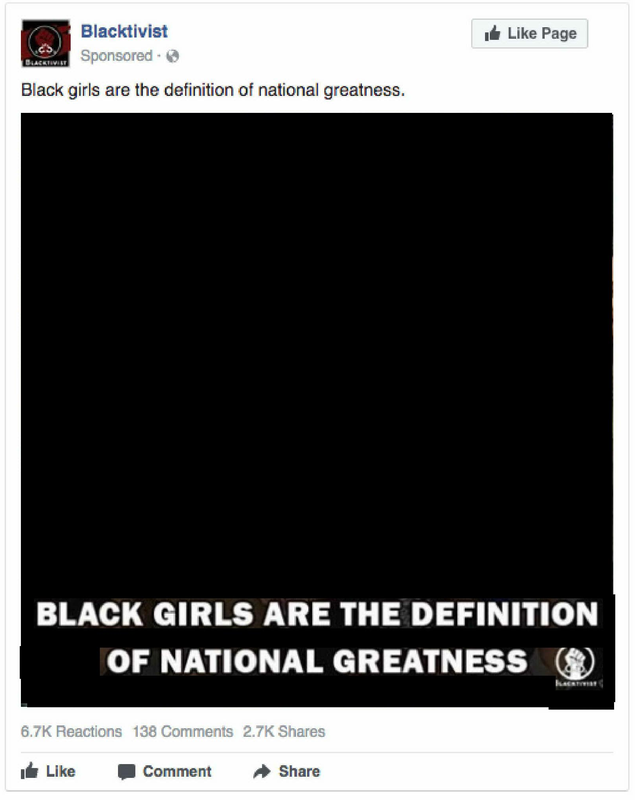 Blacktivist
Like Page
BLACKTIVIST
Sponsored ·
Black girls are the definition of national greatness.
BLACK GIRLS ARE THE DEFINITION
OF NATIONAL GREATNESS
BLACKTIVIST
6.7K Reactions 138 Comments 2.7K Shares
Like Comment Share